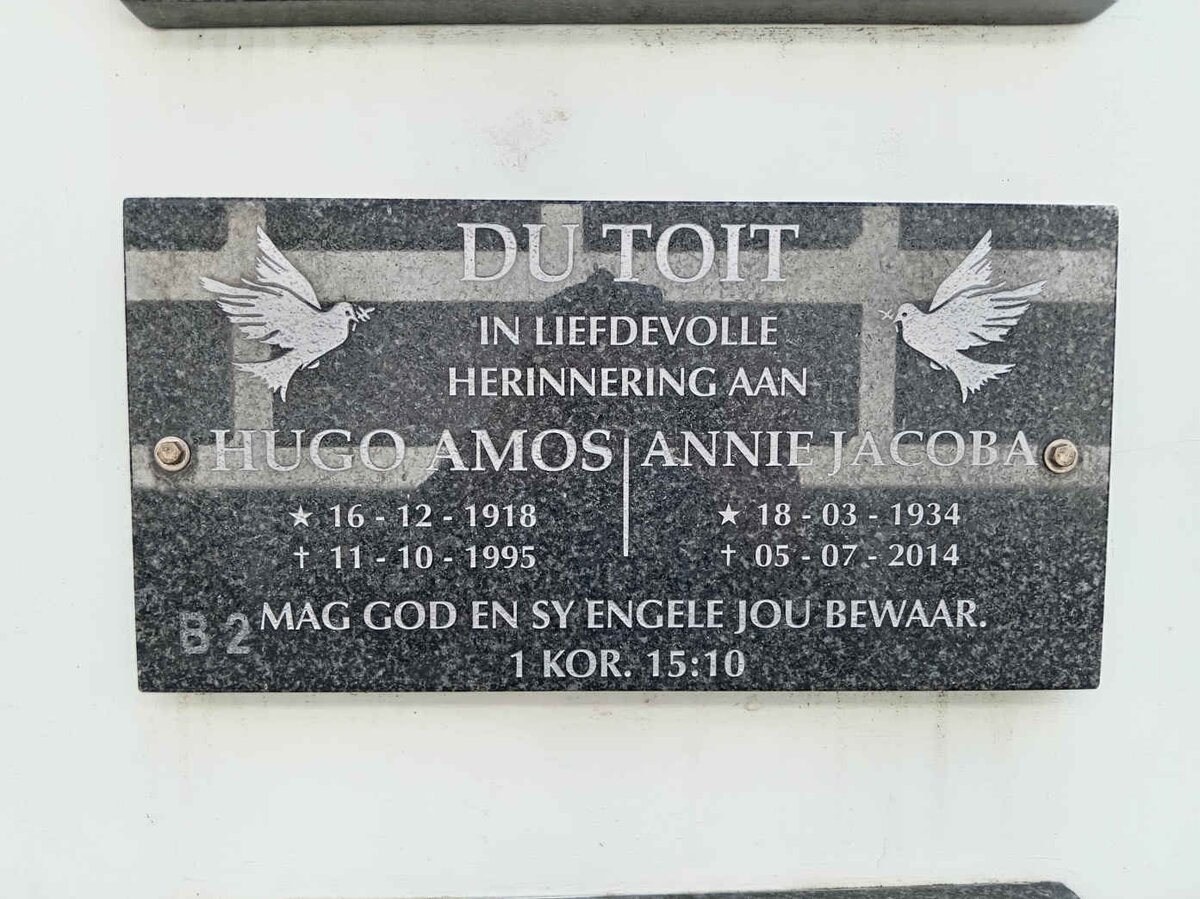 DU TOIT
IN LIEFDEVOLLE
HERINNERING AAN
HUGO AMOS
★ 16 - 12 - 1918
† 11 - 10 - 1995
ANNIE JACOBA
★ 18 - 03 - 1934
† 05 - 07 - 2014
MAG GOD EN SY ENGELE JOU BEWAAR.
1 KOR. 15:10
B 2